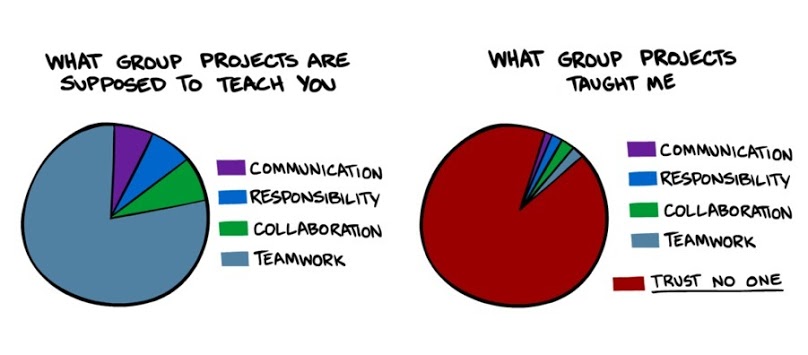 WHAT GROUP PROJECTS ARE
SUPPOSED TO TEACH YOU
COMMUNICATION
RESPONSIBILITY
COLLABORATION
TEAMWORK
WHAT GROUP PROJECTS
TAUGHT ME
COMMUNICATION
RESPONSIBILITY
COLLABORATION
TEAMWORK
TRUST NO ONE